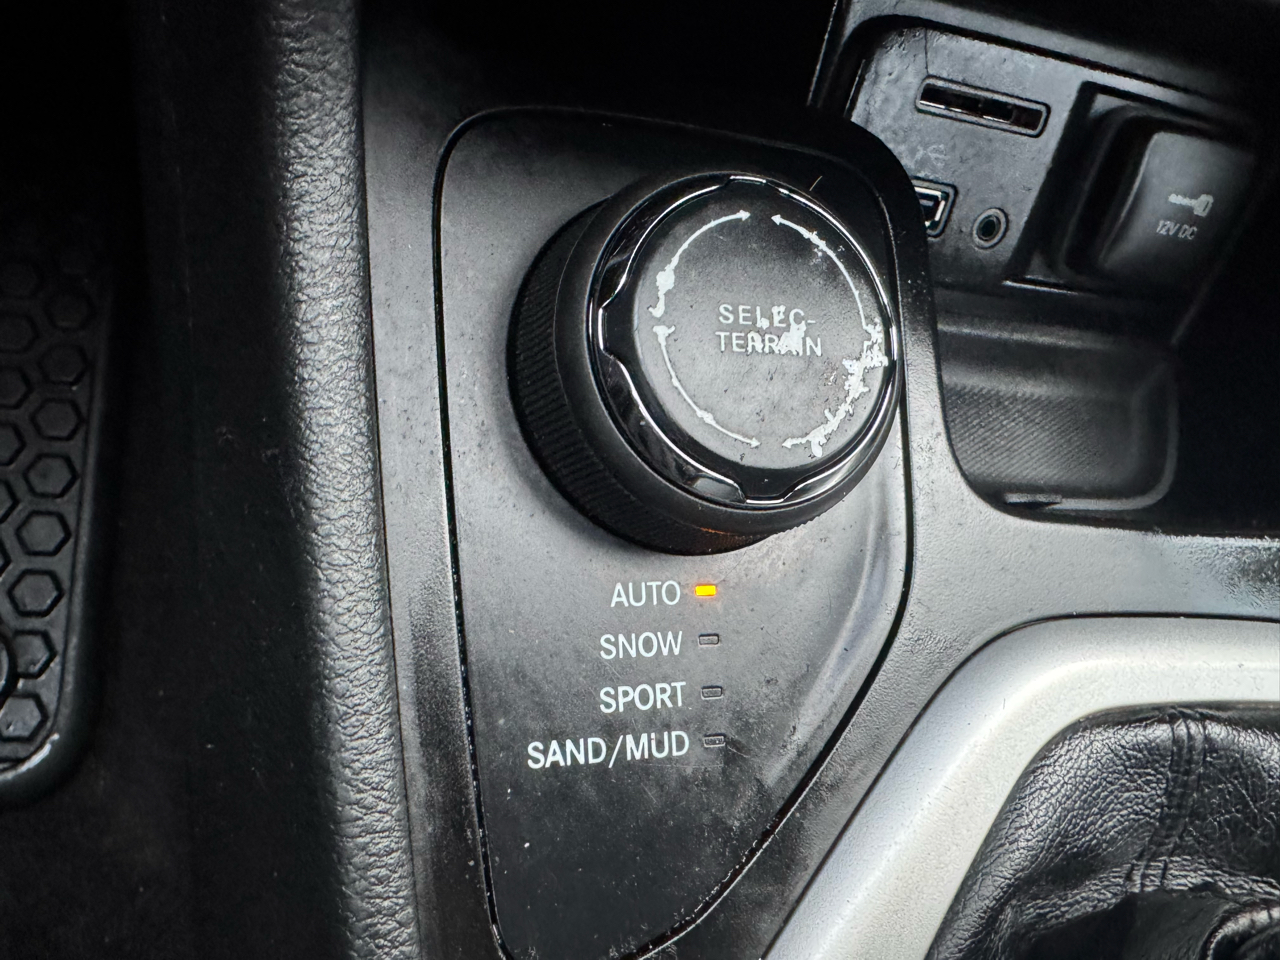 SELEC-
TERRAIN
12V DC
AUTO
SNOW
SPORT
SAND/MUD